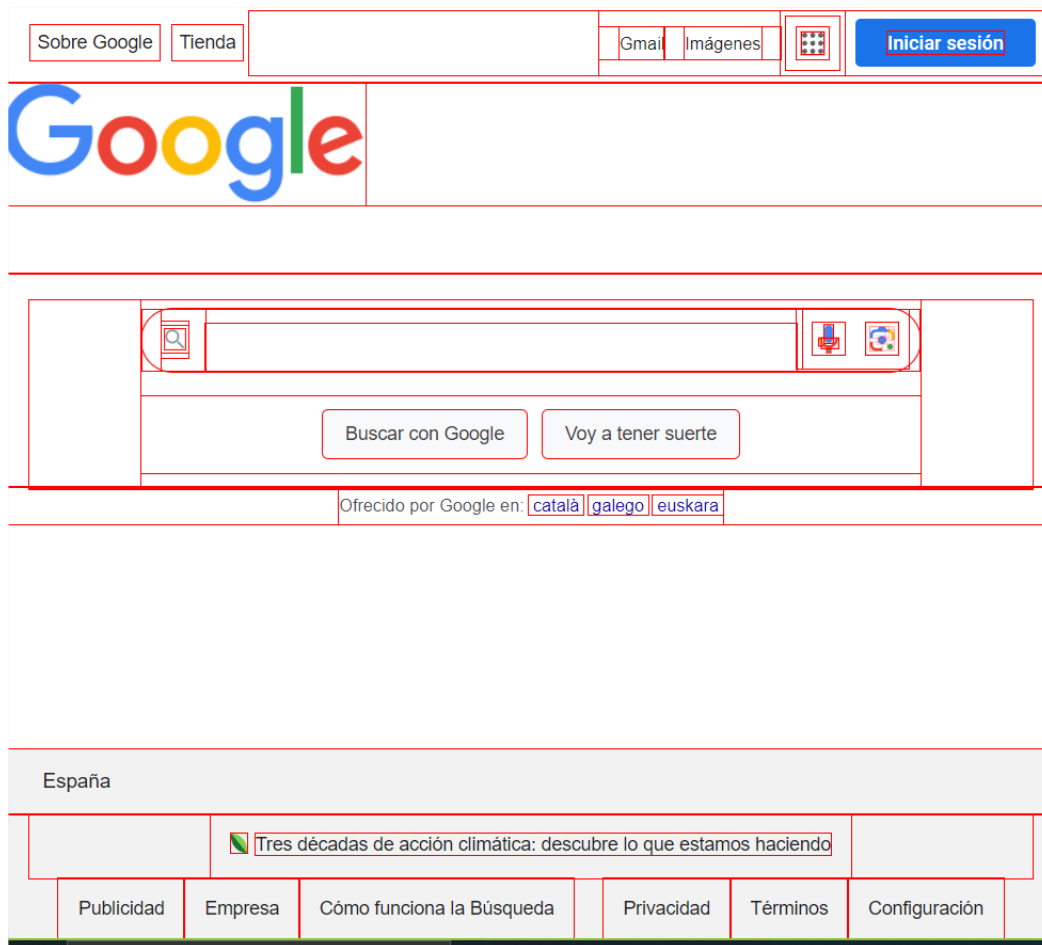 Sobre Google Tienda Gmail Imágenes Iniciar sesión
Google
Buscar con Google Voy a tener suerte
Ofrecido por Google en: català galego euskara
España
Tres décadas de acción climática: descubre lo que estamos haciendo
Publicidad Empresa Cómo funciona la Búsqueda Privacidad Términos Configuración